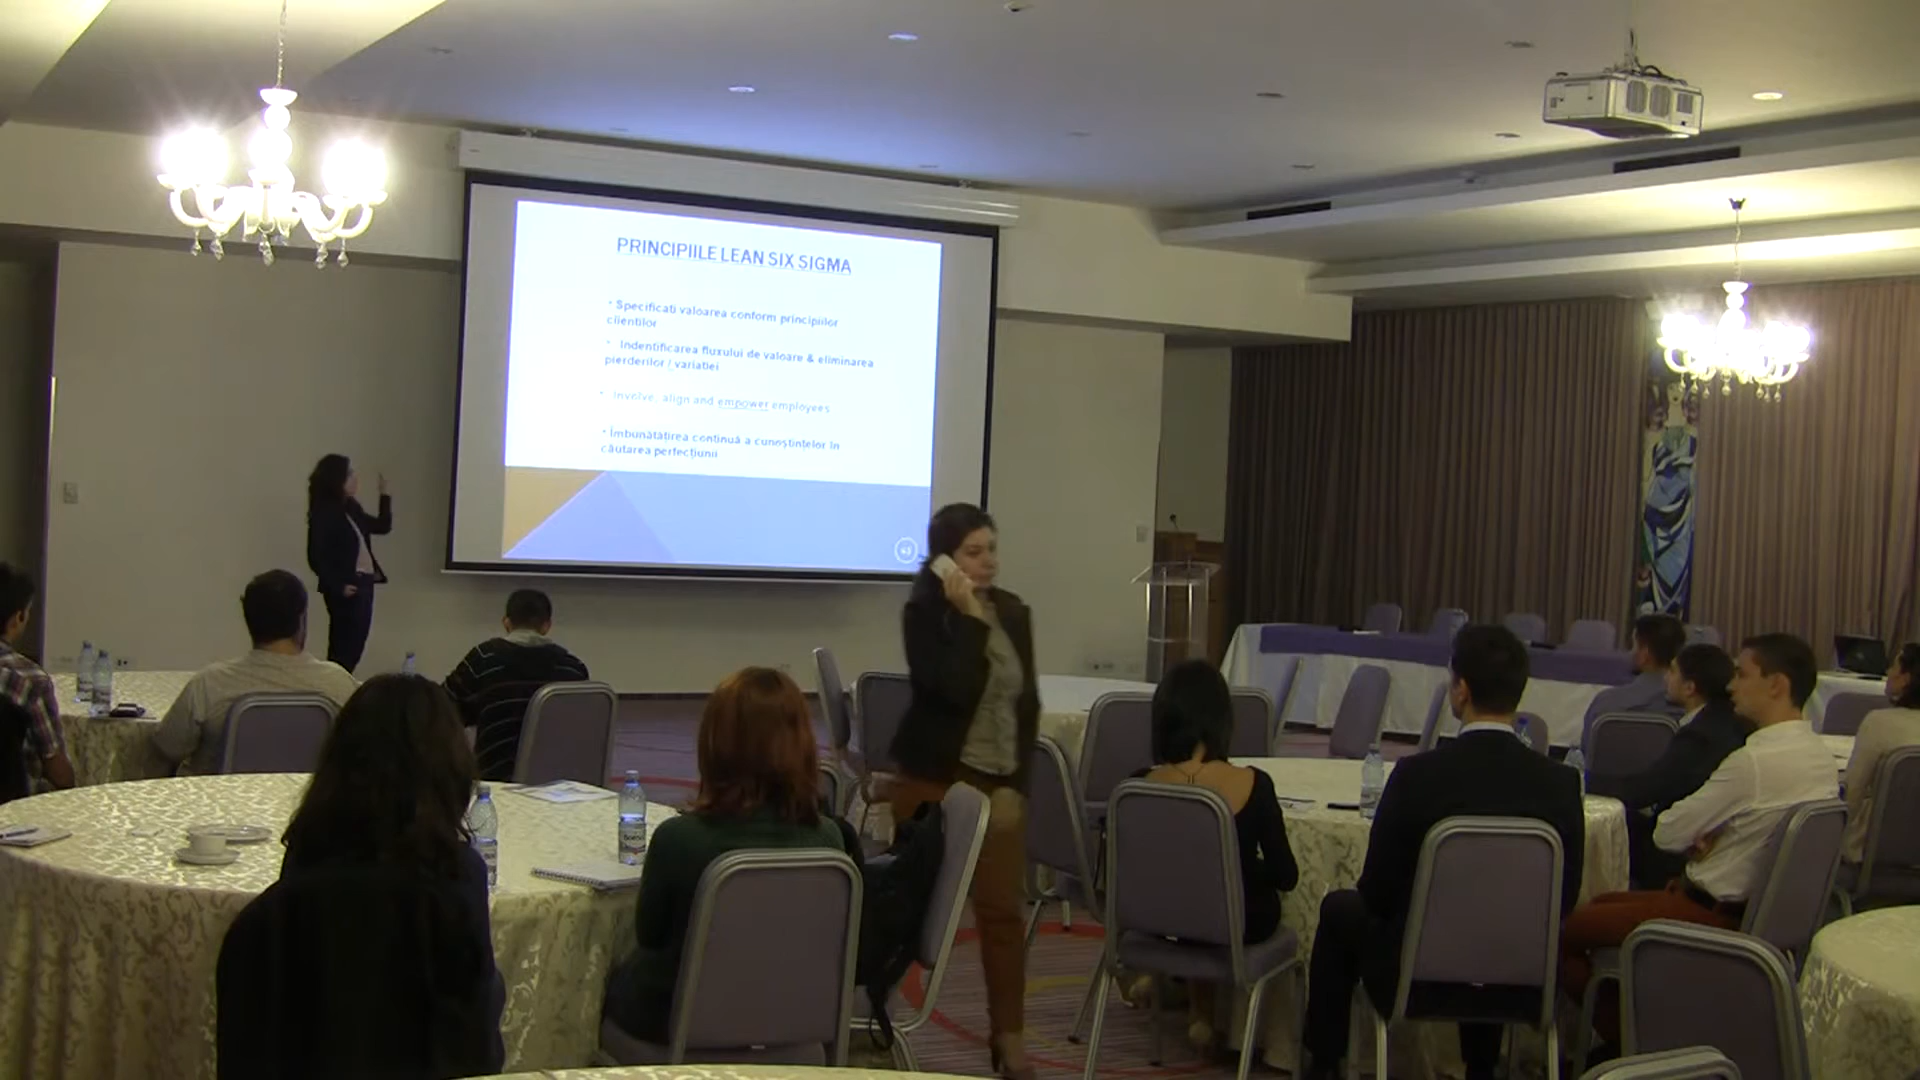 PRINCIPIILE LEAN SIX SIGMA
• Specificati valoarea conform principiilor
clientilor
• Indentificarea fluxului de valoare & eliminarea
pierderilor / variatiei
• Involve, align and empower employees
• Îmbunătătirea continuă a cunoștințelor în
căutarea perfecțiunii